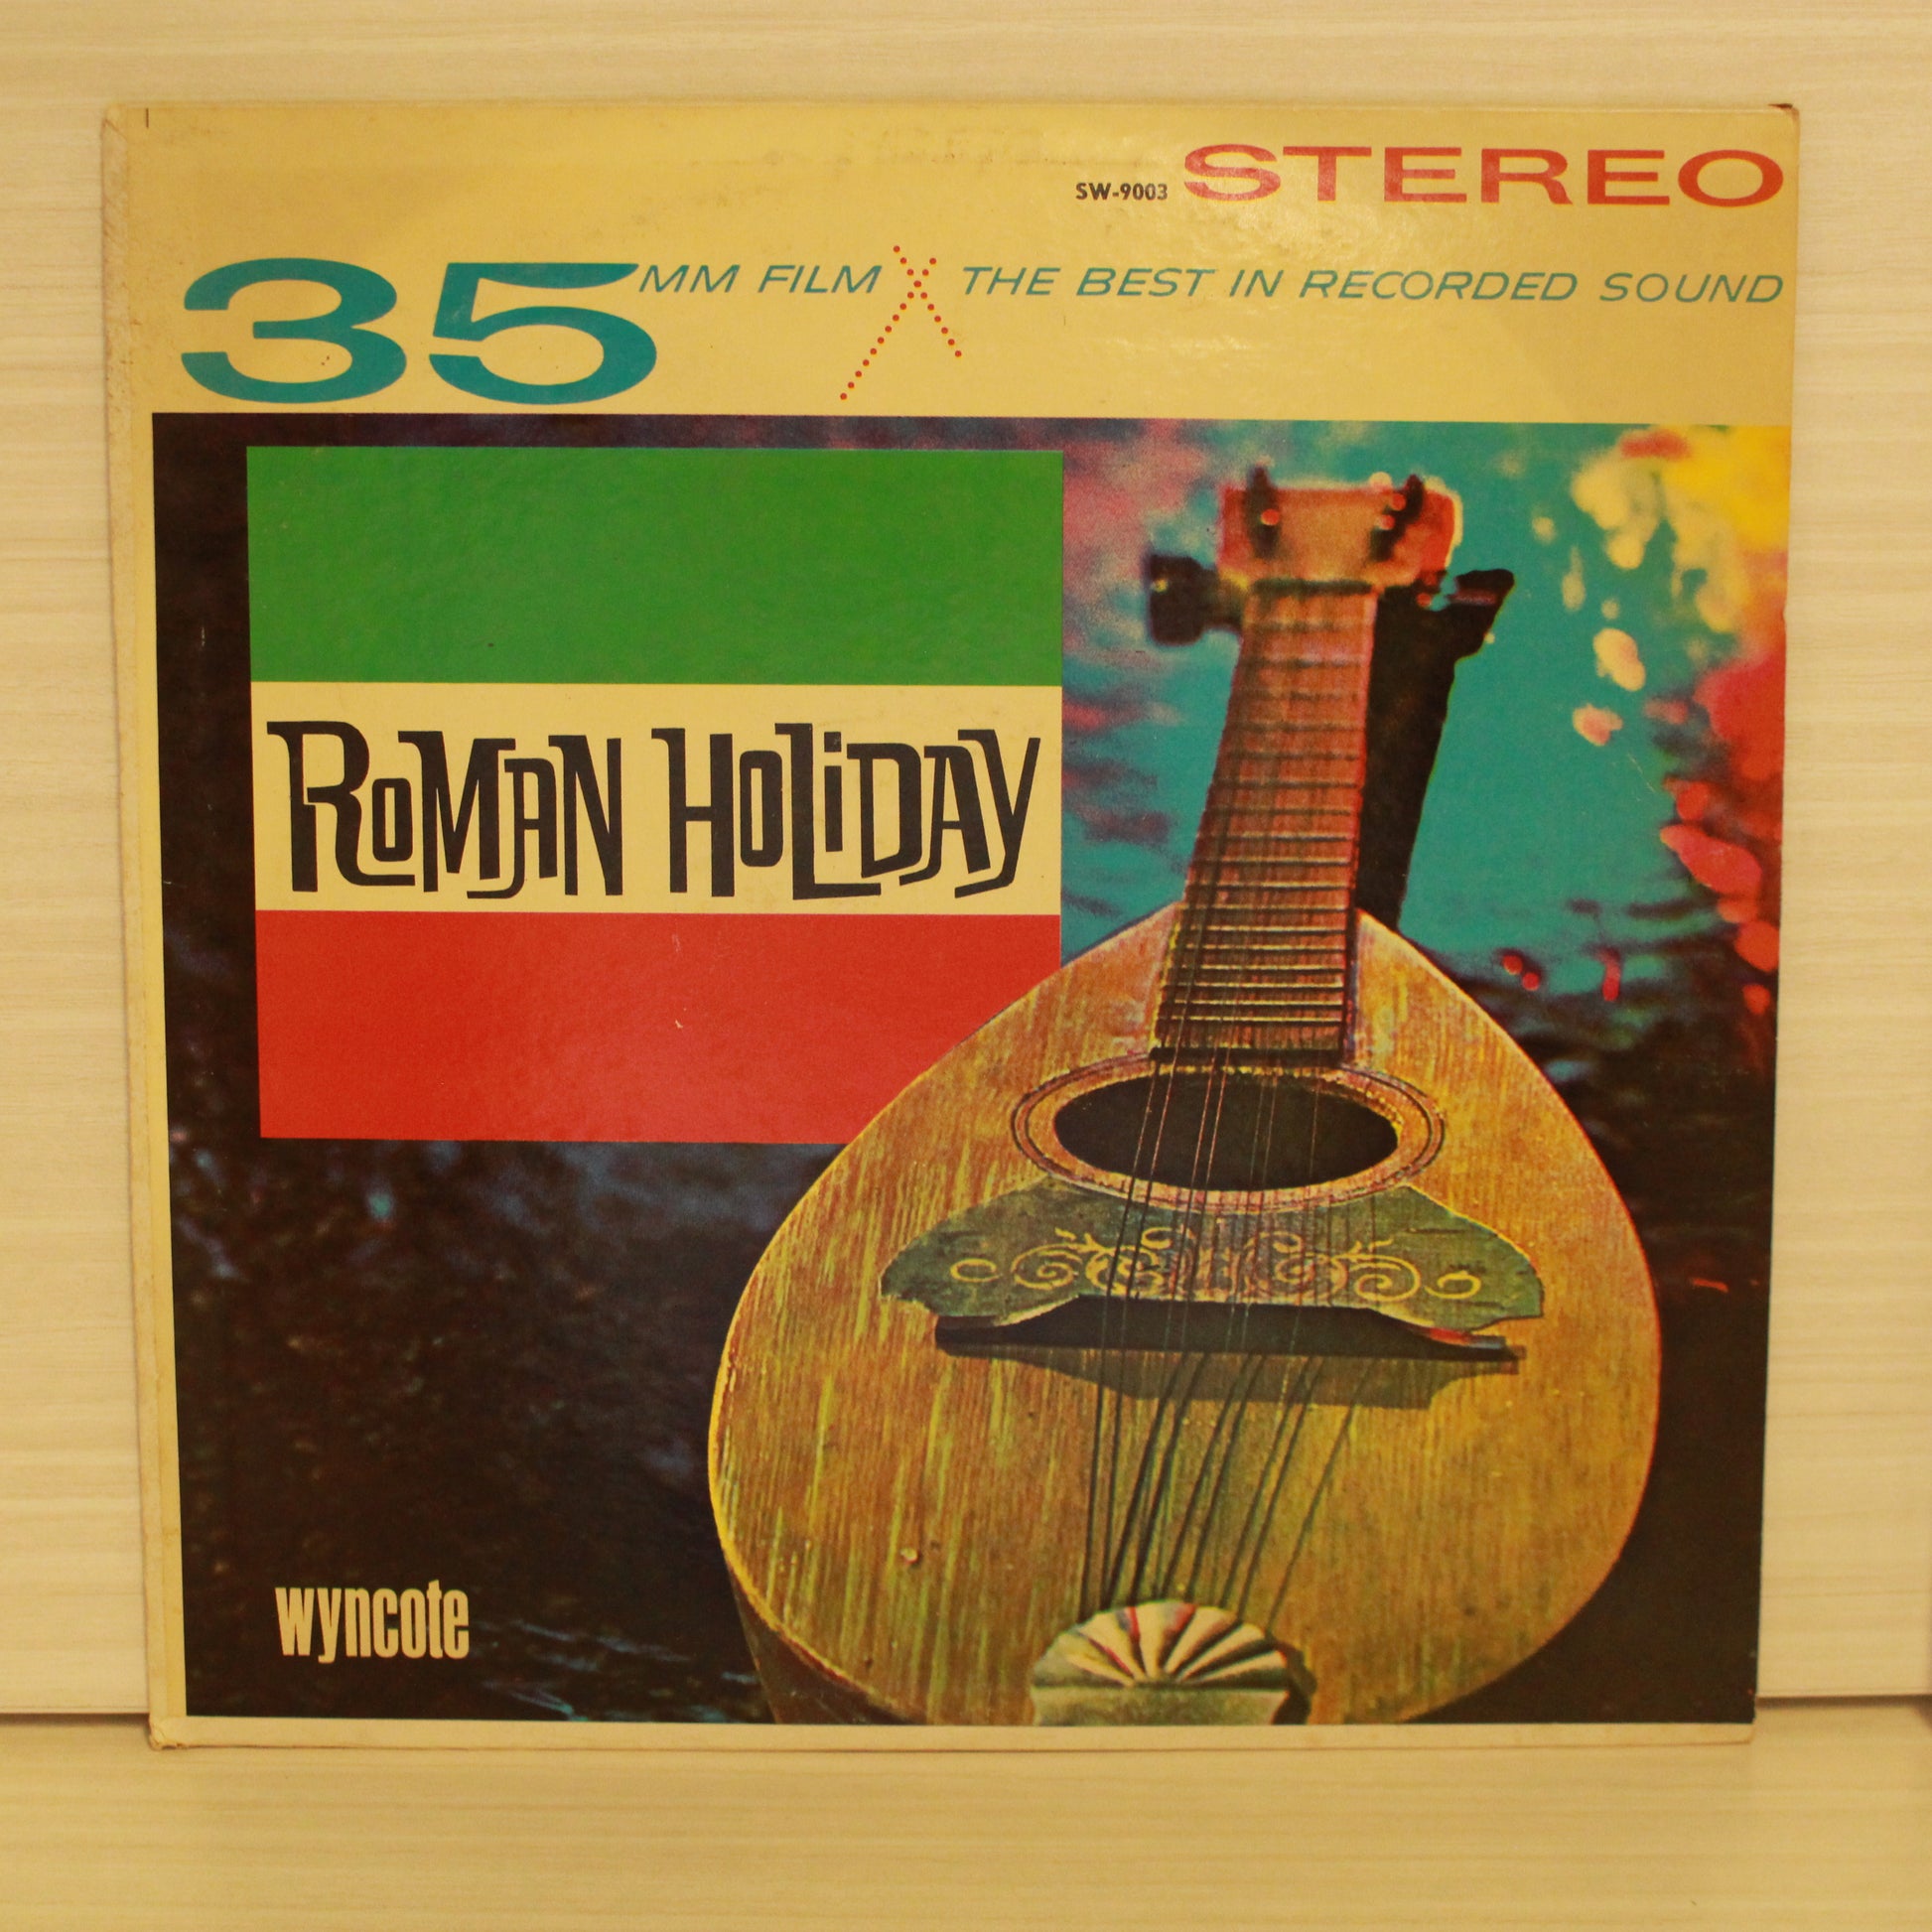 SW-9003 STEREO
35 MM FILM THE BEST IN RECORDED SOUND
ROMAN HOLiDAY
wyncote